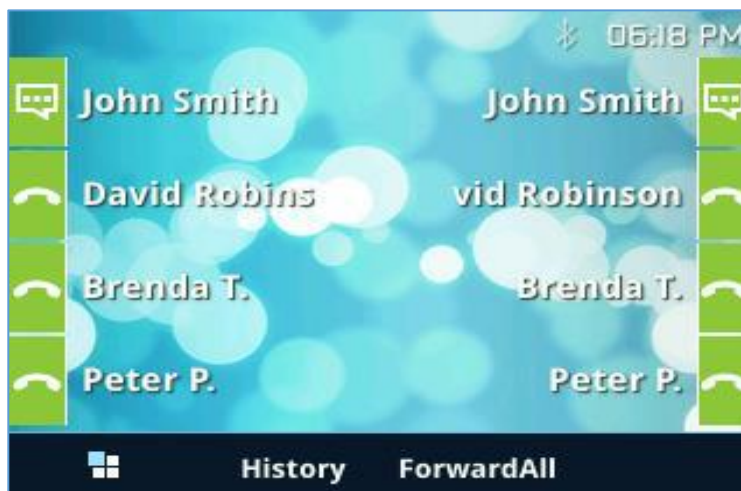 06:18 PM
John Smith John Smith
David Robins vid Robinson
Brenda T. Brenda T.
Peter P. Peter P.
History ForwardAll